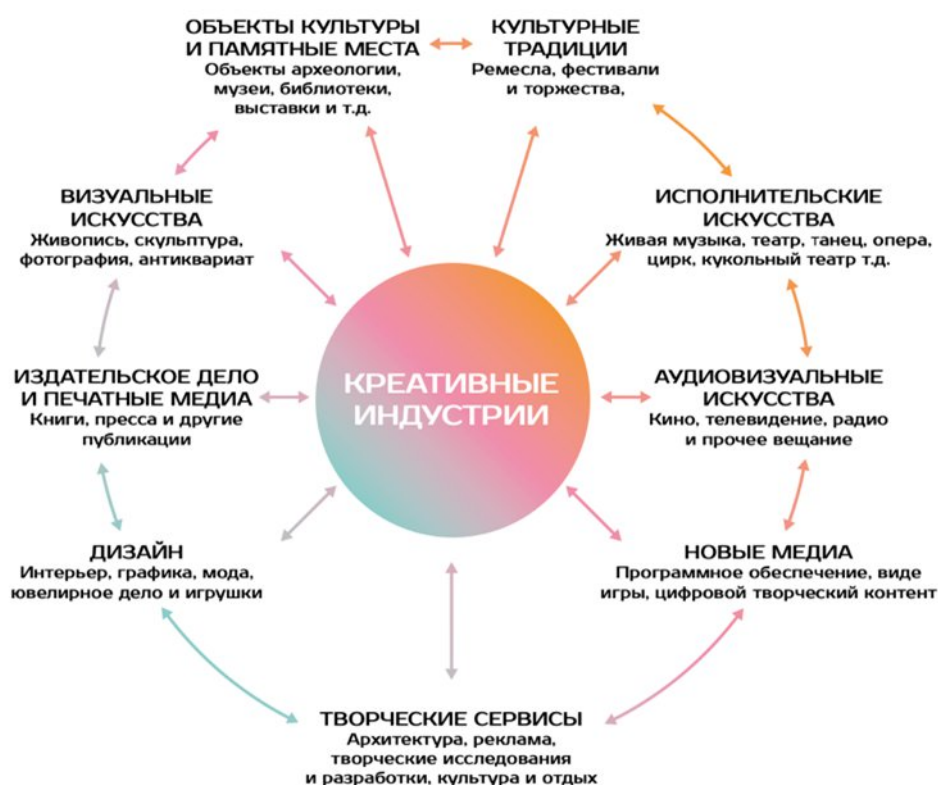 ОБЪЕКТЫ КУЛЬТУРЫ
И ПАМЯТНЫЕ МЕСТА
Объекты археологии,
музеи, библиотеки,
выставки и т.д.
КУЛЬТУРНЫЕ
ТРАДИЦИИ
Ремесла, фестивали
и торжества,
ВИЗУАЛЬНЫЕ
ИСКУССТВА
Живопись, скульптура,
фотография, антиквариат
ИСПОЛНИТЕЛЬСКИЕ
ИСКУССТВА
Живая музыка, театр, танец, опера,
цирк, кукольный театр т.д.
ИЗДАТЕЛЬСКОЕ ДЕЛО
И ПЕЧАТНЫЕ МЕДИА
Книги, пресса и другие
публикации
КРЕАТИВНЫЕ
ИНДУСТРИИ
АУДИОВИЗУАЛЬНЫЕ
ИСКУССТВА
Кино, телевидение, радио
и прочее вещание
ДИЗАЙН
Интерьер, графика, мода,
ювелирное дело и игрушки
НОВЫЕ МЕДИА
Программное обеспечение, виде
игры, цифровой творческий контент
ТВОРЧЕСКИЕ СЕРВИСЫ
Архитектура, реклама,
творческие исследования
и разработки, культура и отдых